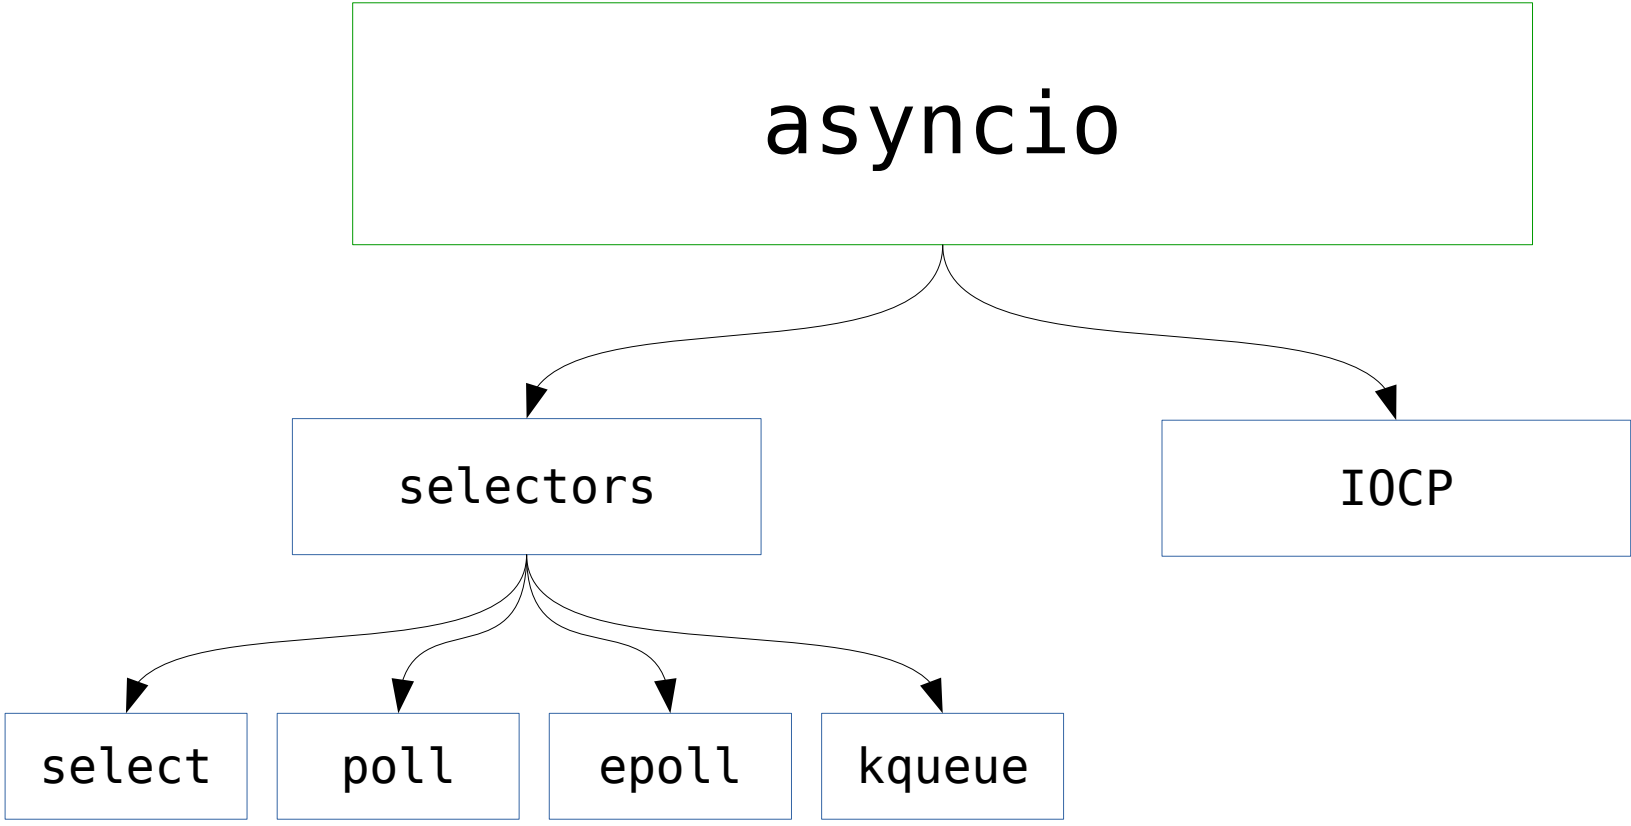 asyncio
selectors
IOCP
select
poll
epoll
kqueue